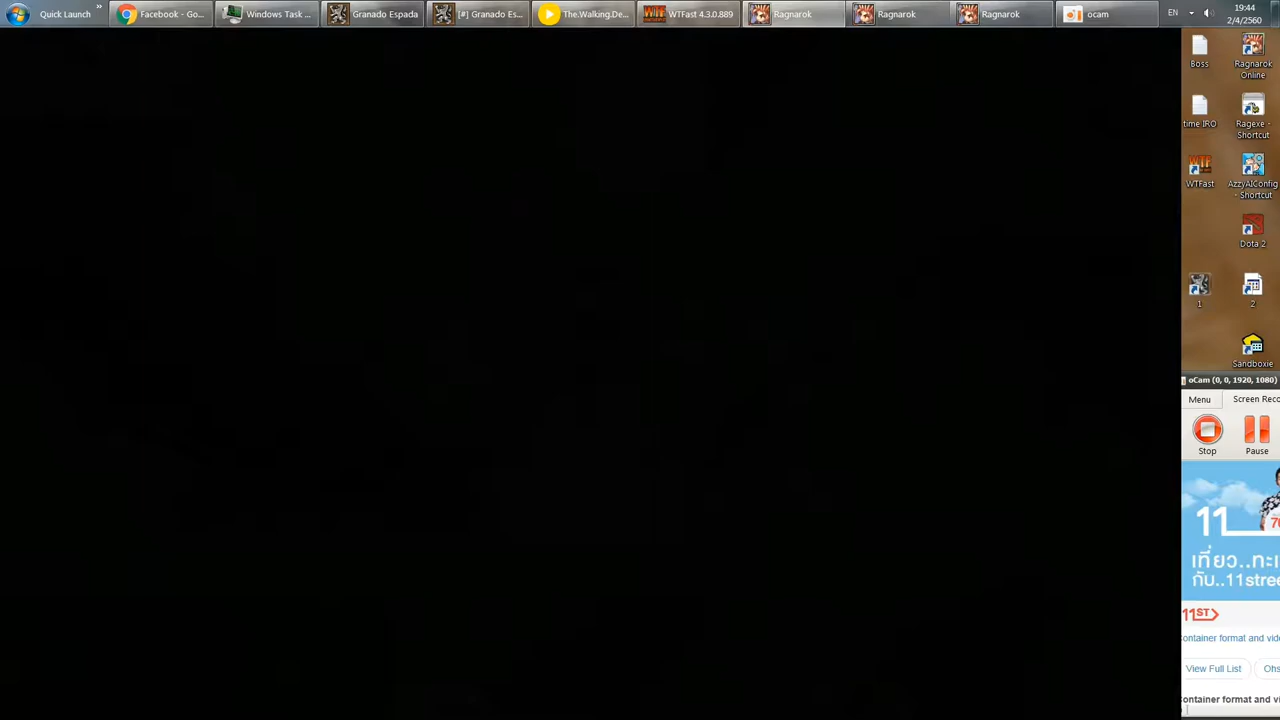 Quick Launch »
Facebook - Go...
Windows Task ...
Granado Espada
[#] Granado Es...
The.Walking.De...
WTFast 4.3.0.889
Ragnarok
Ragnarok
Ragnarok
ocam
EN
19:44
2/4/2560
Boss
Ragnarok
Online
time IRO
Ragexe -
Shortcut
WTFast
AzzyAIConfig
- Shortcut
Dota 2
1
2
Sandboxie
oCam (0, 0, 1920, 1080)
Menu
Screen Reco
Stop
Pause
11
เที่ยว..ทะเ
กับ..11stre
11ST
Container format and vide
View Full List
Ohs
Container format and vi